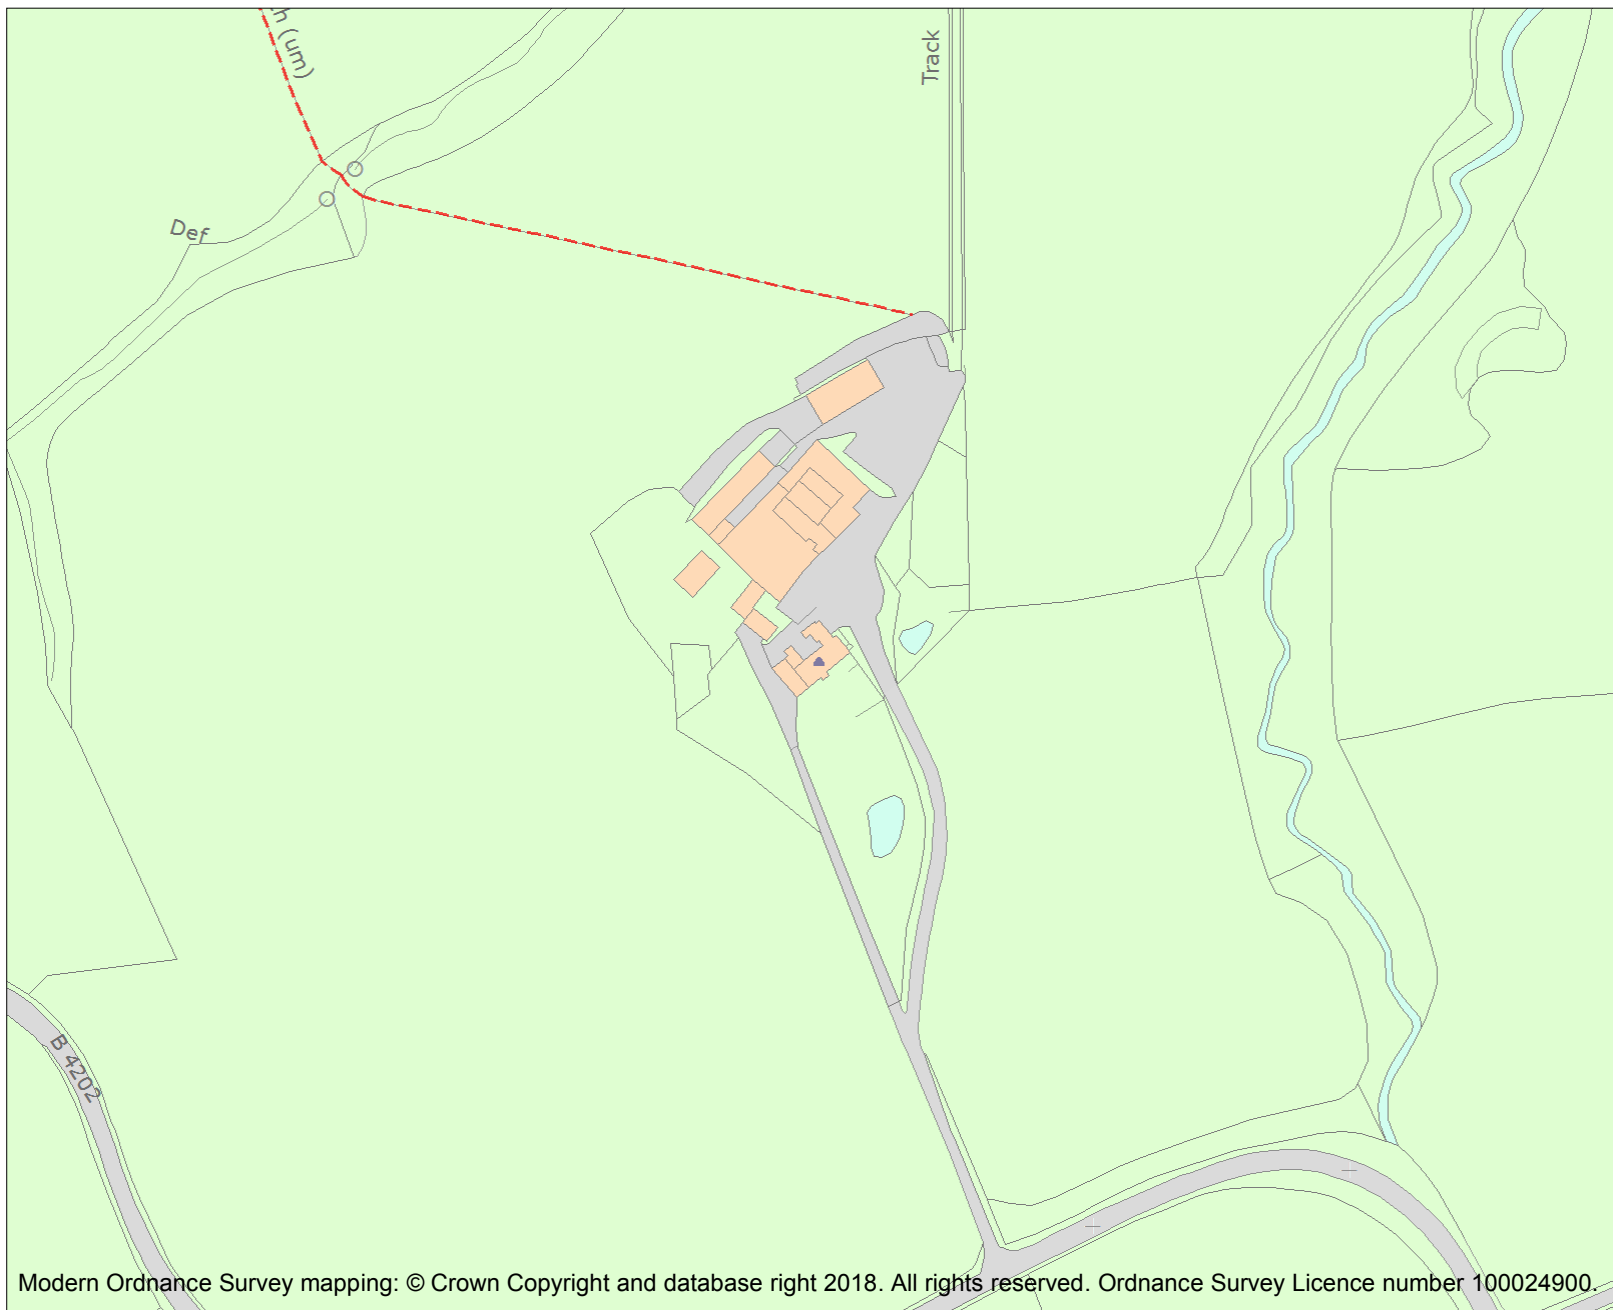 (um)
Track
Def
B 4202
Modern Ordnance Survey mapping: © Crown Copyright and database right 2018. All rights reserved. Ordnance Survey Licence number 100024900.